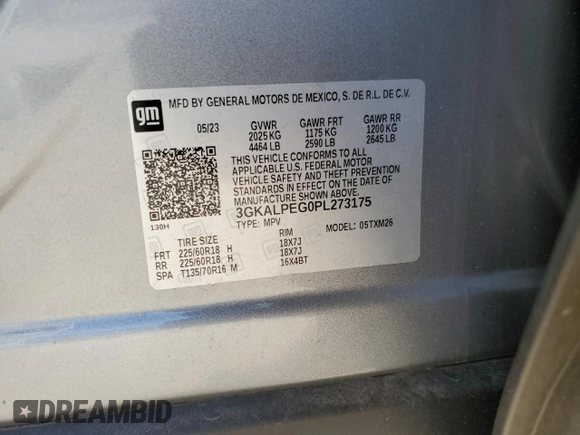 gm
MFD BY GENERAL MOTORS DE MEXICO, S. DE R.L. DE C.V.
05/23 GVWR GAWR FRT GAWR RR
2025 KG 1175 KG 1200 KG
4464 LB 2590 LB 2645 LB
THIS VEHICLE CONFORMS TO ALL
APPLICABLE U.S. FEDERAL MOTOR
VEHICLE SAFETY AND THEFT PREVENTION
STANDARDS IN EFFECT ON THE DATE OF
MANUFACTURE SHOWN ABOVE.
3GKALPEG0PL273175
130H
TYPE: MPV MODEL: 05TXM26
TIRE SIZE RIM
FRT 225/60R18 H 18X7J
RR 225/60R18 H 18X7J
SPA T135/70R16 M 16X4BT
DREAMBID